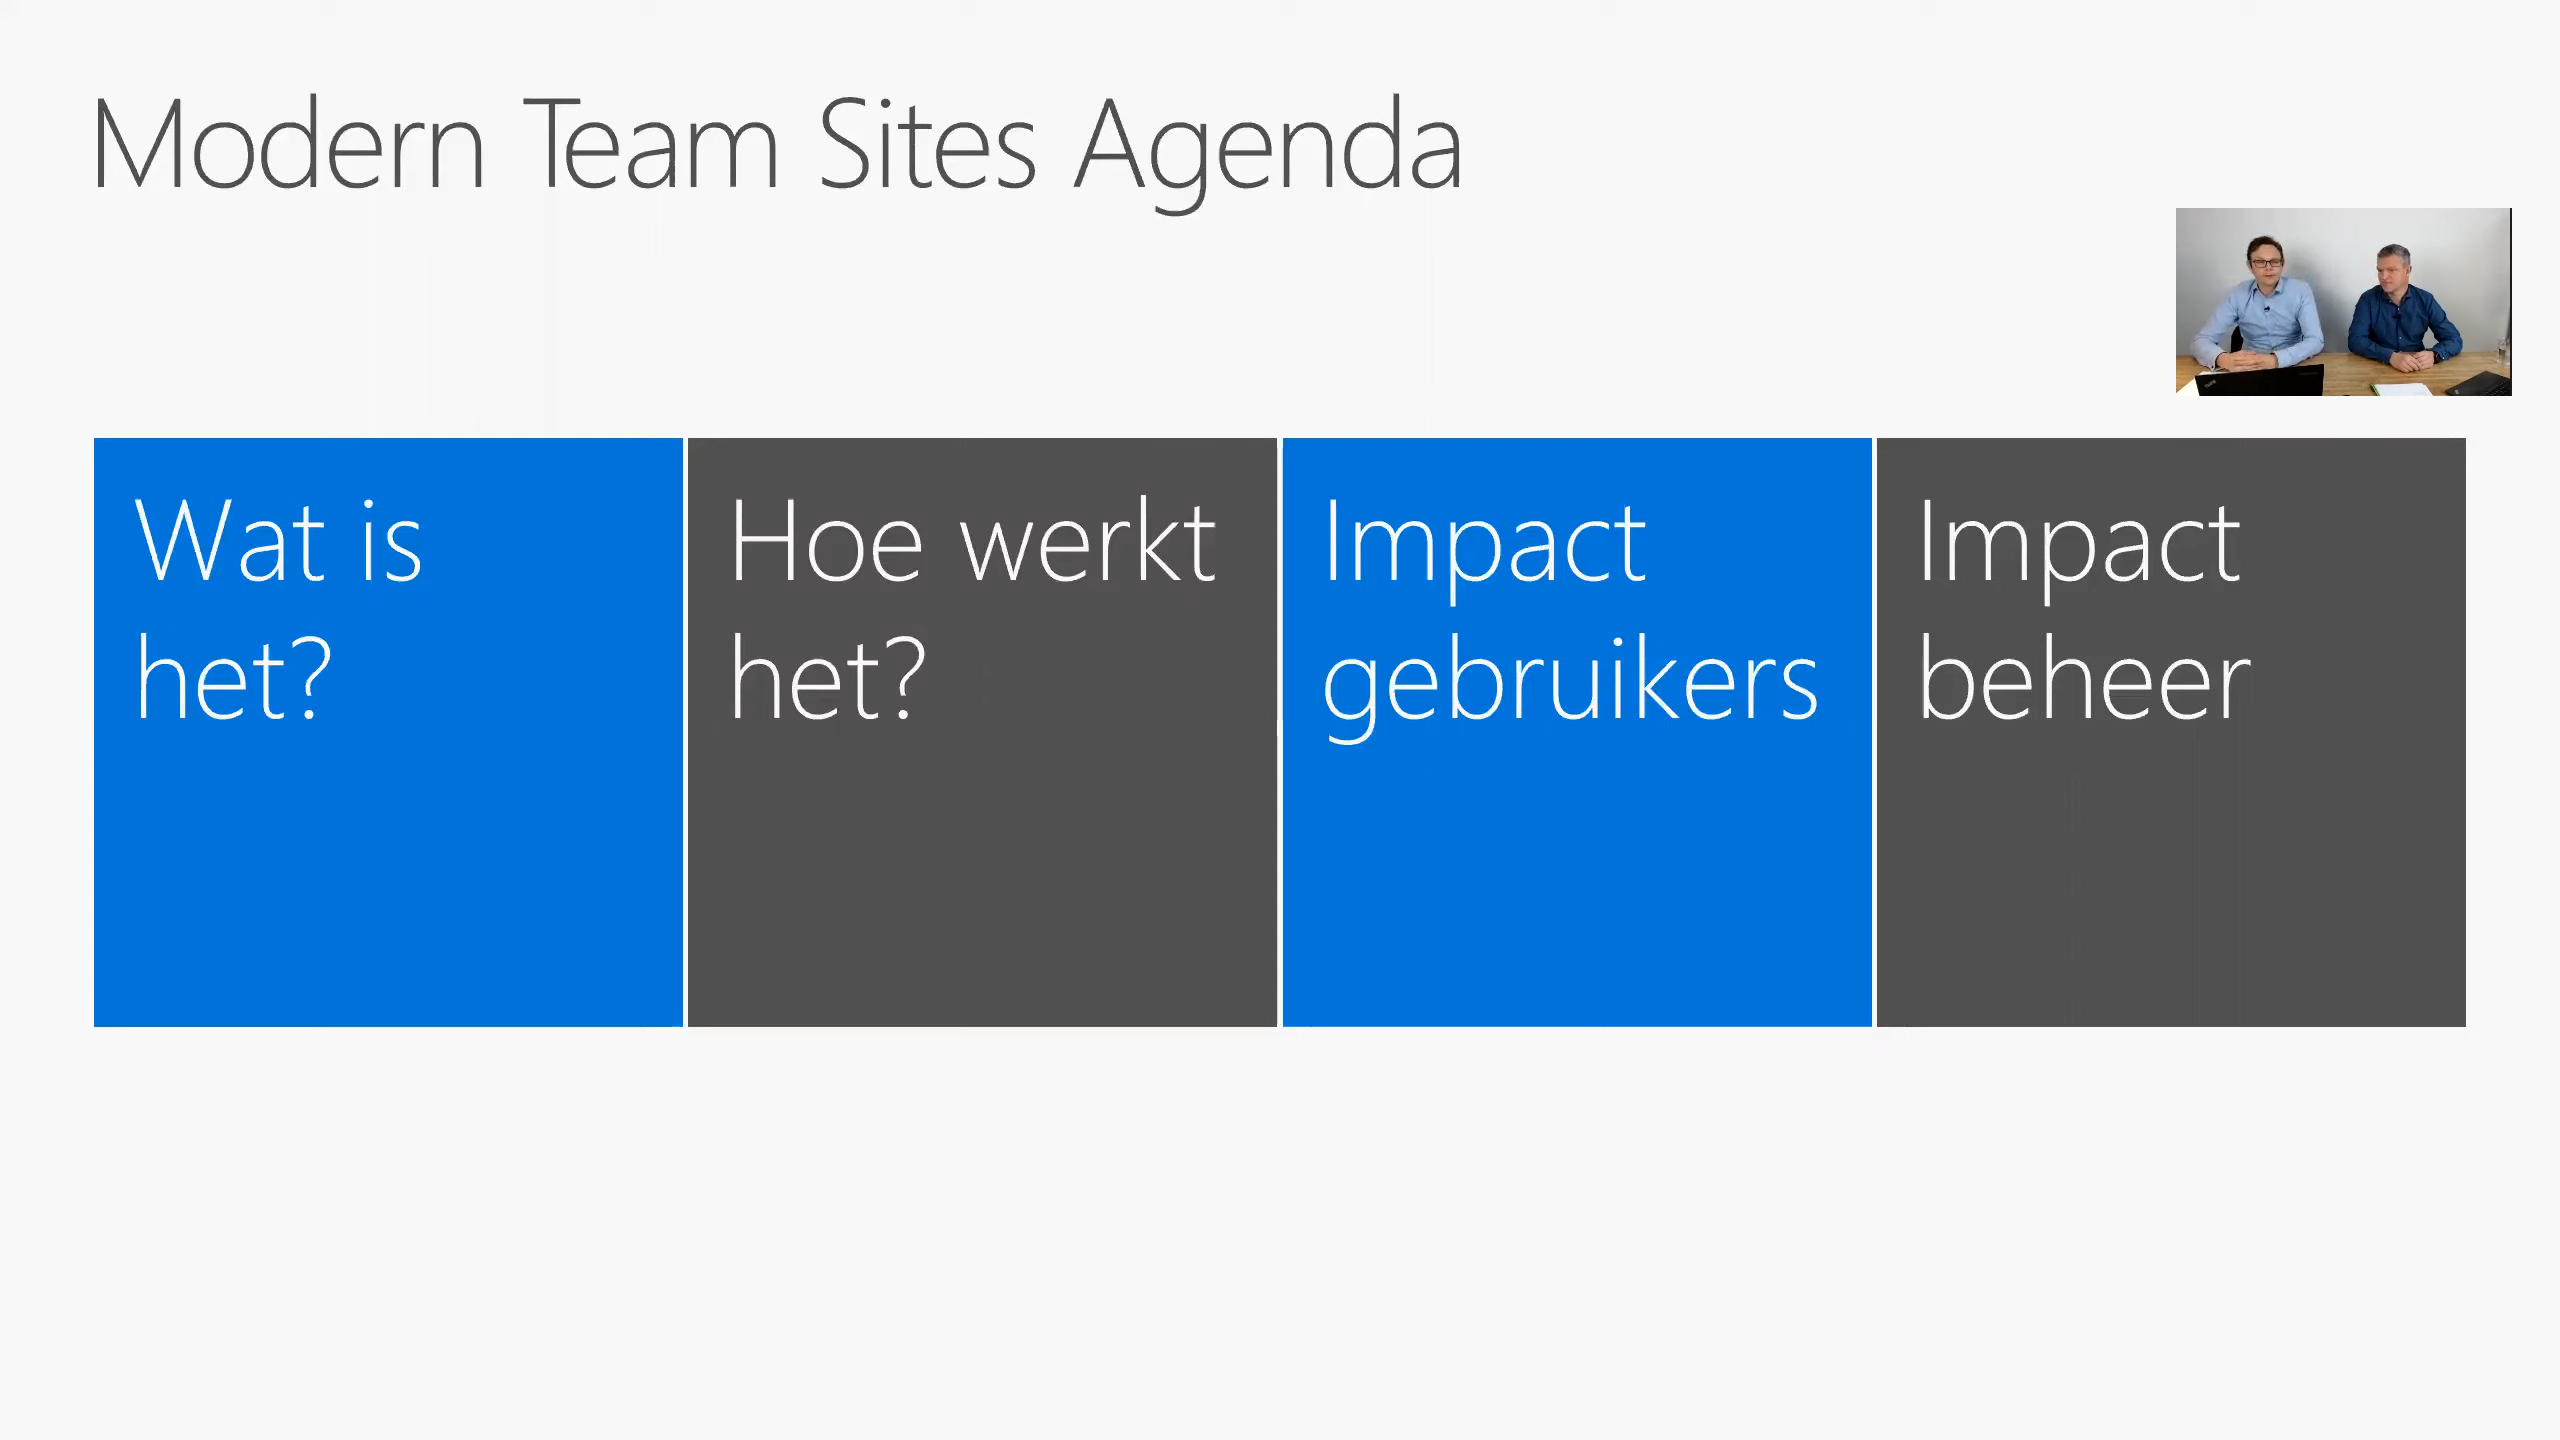 Modern Team Sites Agenda
Wat is
het?
Hoe werkt
het?
Impact
gebruikers
Impact
beheer